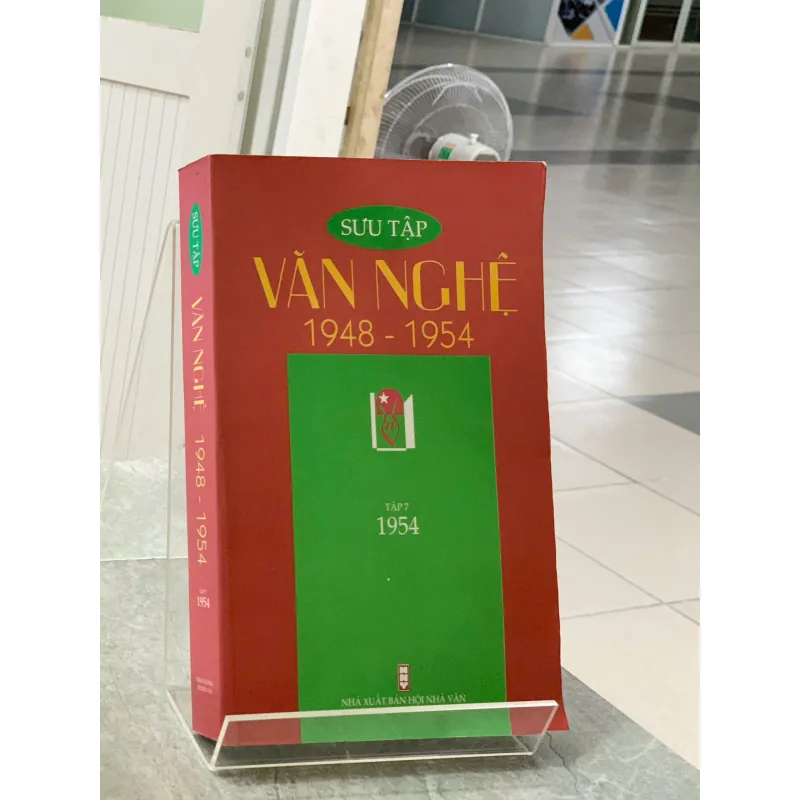 SƯU TẬP
VĂN NGHỆ
1948 - 1954
TẬP 7
1954
NHÀ XUẤT BẢN HỘI NHÀ VĂN
SƯU TẬP
VĂN NGHỆ
1948 - 1954
1954